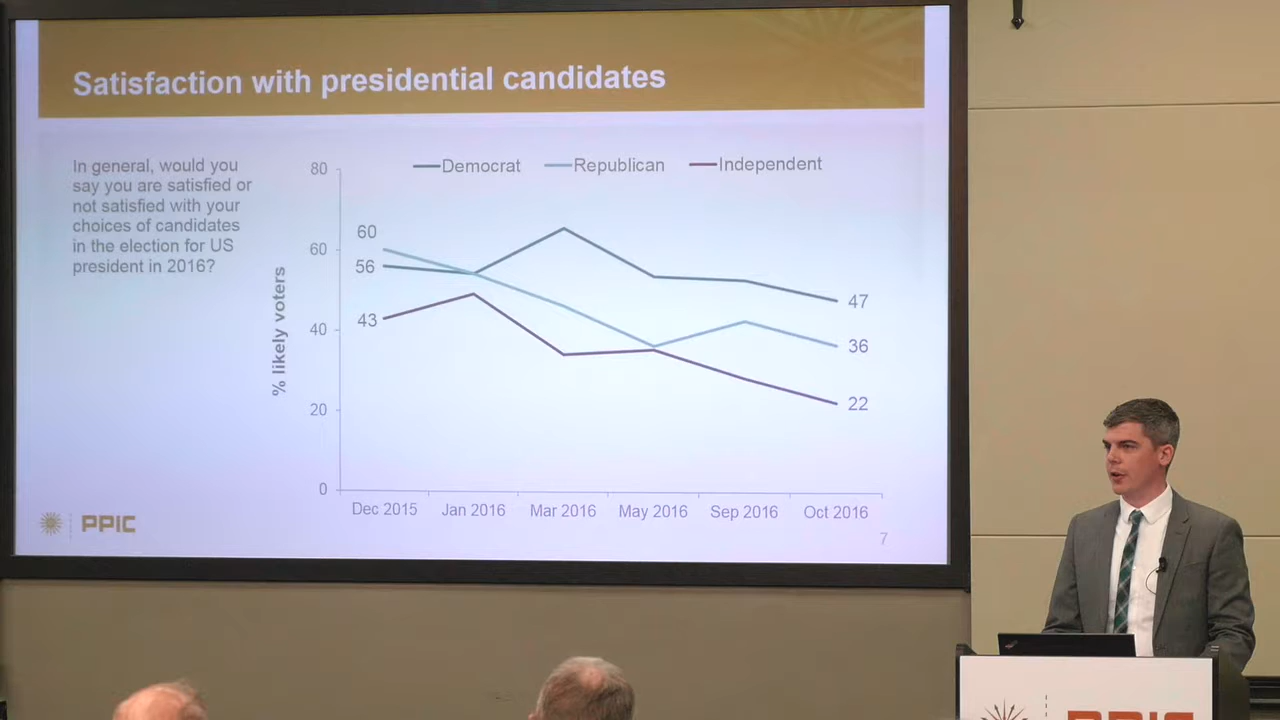 Satisfaction with presidential candidates
In general, would you
say you are satisfied or
not satisfied with your
choices of candidates
in the election for US
president in 2016?
Democrat
Republican
Independent
% likely voters
80
60
40
20
0
60
56
43
47
36
22
Dec 2015
Jan 2016
Mar 2016
May 2016
Sep 2016
Oct 2016
PPIC
7
PPIC